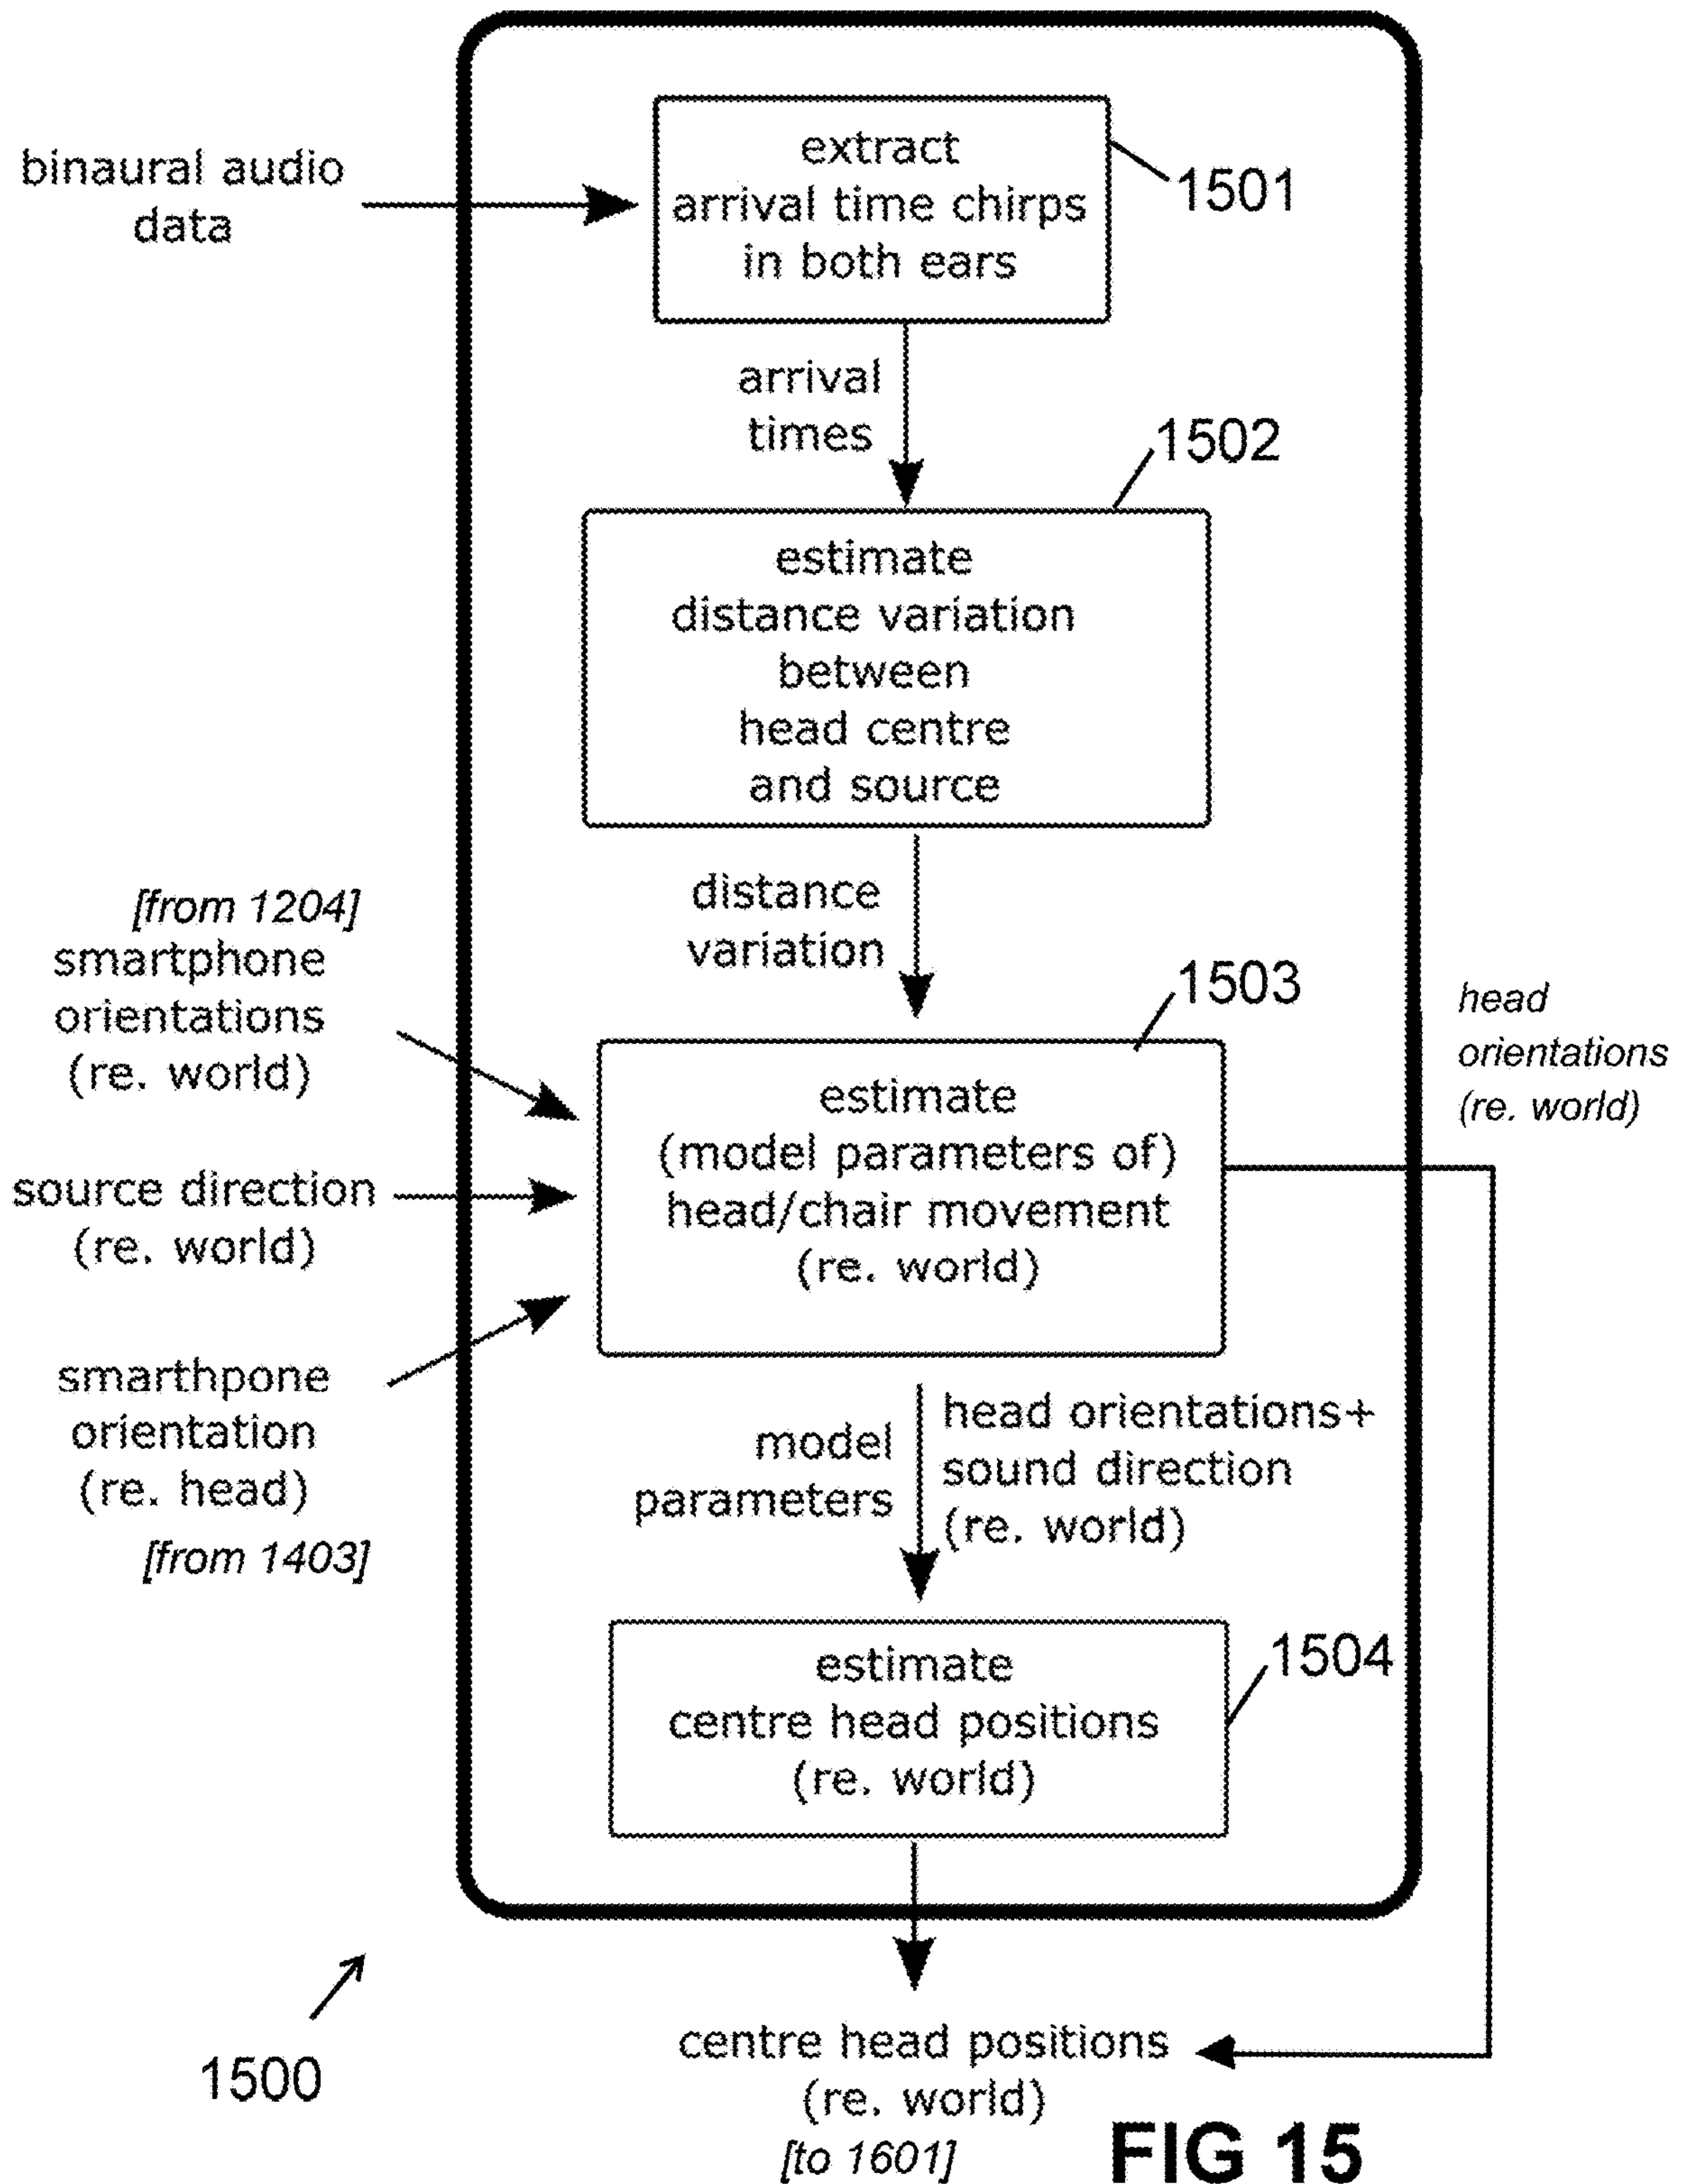 binaural audio
data
extract
arrival time chirps
in both ears
1501
arrival
times
1502
estimate
distance variation
between
head centre
and source
distance
variation
[from 1204]
smartphone
orientations
(re. world)
source direction
(re. world)
smarthpone
orientation
(re. head)
[from 1403]
1503
estimate
(model parameters of)
head/chair movement
(re. world)
head
orientations
(re. world)
model
parameters
head orientations+
sound direction
(re. world)
1504
estimate
centre head positions
(re. world)
1500
centre head positions
(re. world)
[to 1601]
FIG 15